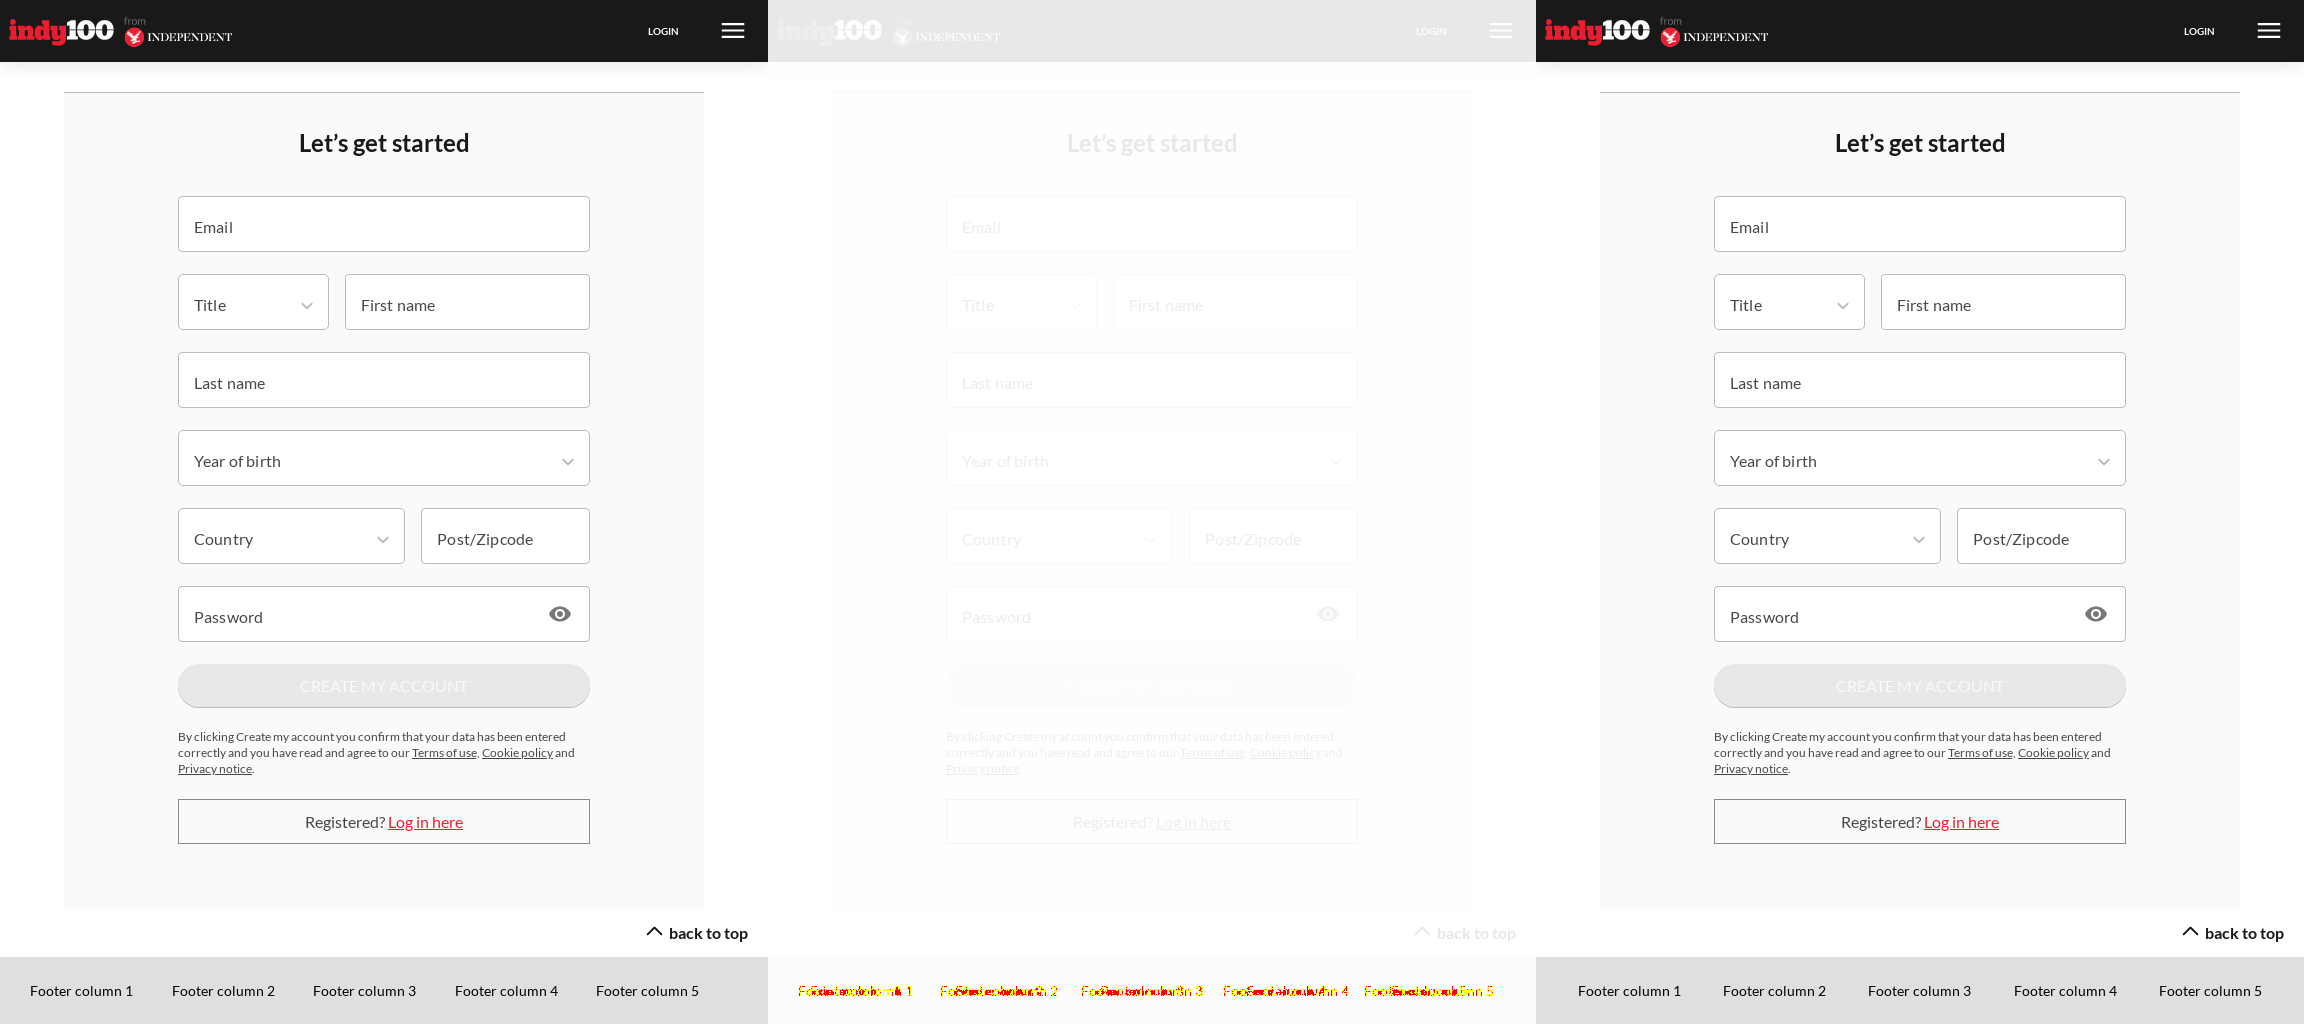 indy100 from INDEPENDENT
LOGIN
Let's get started
Email
Title
First name
Last name
Year of birth
Country
Post/Zipcode
Password
CREATE MY ACCOUNT
By clicking Create my account you confirm that your data has been entered
correctly and you have read and agree to our Terms of use, Cookie policy and
Privacy notice.
Registered? Log in here
back to top
Footer column 1
Footer column 2
Footer column 3
Footer column 4
Footer column 5
indy100 from INDEPENDENT
LOGIN
Let's get started
Email
Title
First name
Last name
Year of birth
Country
Post/Zipcode
Password
By clicking Create my account you confirm that your data has been entered
correctly and you have read and agree to our Terms of use, Cookie policy and
Privacy notice
Registered? Log in here
back to top
indy100 from INDEPENDENT
LOGIN
Let's get started
Email
Title
First name
Last name
Year of birth
Country
Post/Zipcode
Password
CREATE MY ACCOUNT
By clicking Create my account you confirm that your data has been entered
correctly and you have read and agree to our Terms of use, Cookie policy and
Privacy notice.
Registered? Log in here
back to top
Footer column 1
Footer column 2
Footer column 3
Footer column 4
Footer column 5